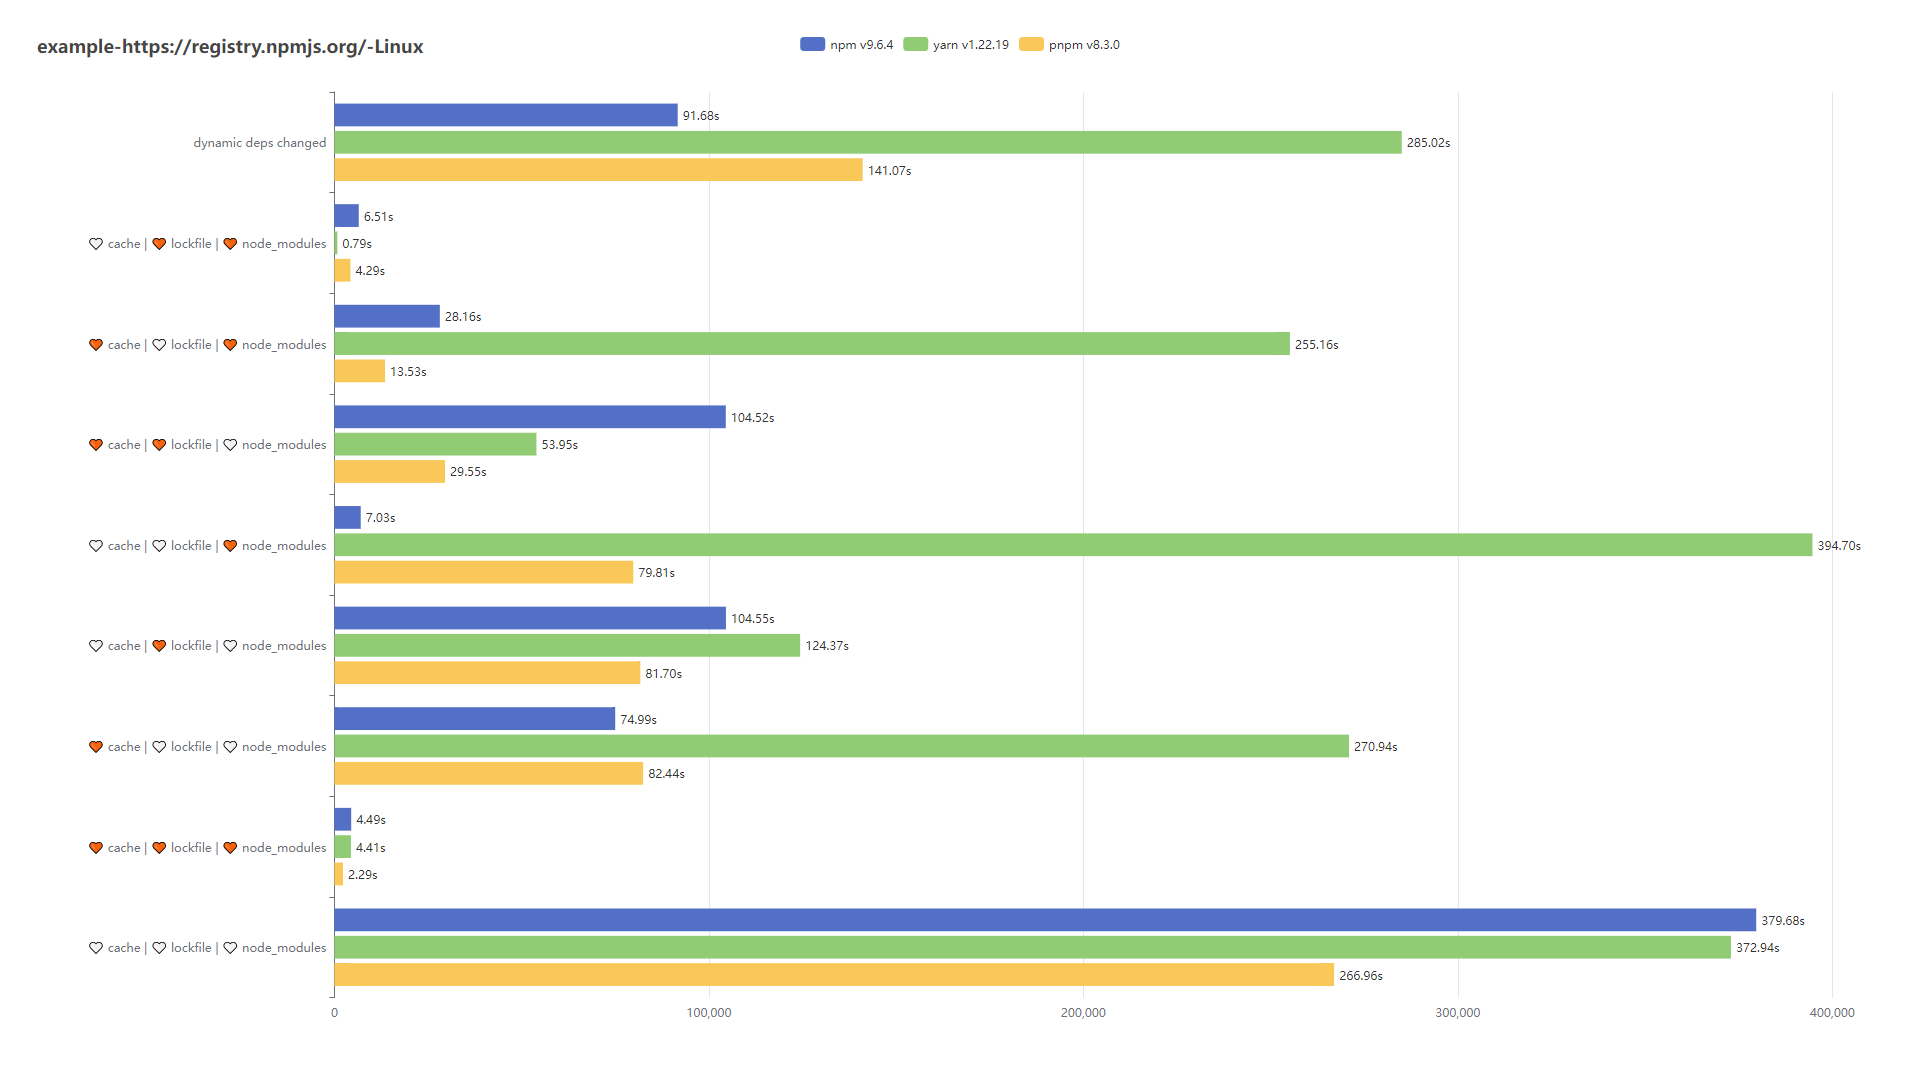 example-https://registry.npmjs.org/-Linux
npm v9.6.4 yarn v1.22.19 pnpm v8.3.0
dynamic deps changed
91.68s
285.02s
141.07s
🤍 cache | 🧡 lockfile | 🧡 node_modules
6.51s
0.79s
4.29s
🧡 cache | 🤍 lockfile | 🧡 node_modules
28.16s
255.16s
13.53s
🧡 cache | 🧡 lockfile | 🤍 node_modules
104.52s
53.95s
29.55s
🤍 cache | 🤍 lockfile | 🧡 node_modules
7.03s
394.70s
79.81s
🤍 cache | 🧡 lockfile | 🤍 node_modules
104.55s
124.37s
81.70s
🧡 cache | 🤍 lockfile | 🤍 node_modules
74.99s
270.94s
82.44s
🧡 cache | 🧡 lockfile | 🧡 node_modules
4.49s
4.41s
2.29s
🤍 cache | 🤍 lockfile | 🤍 node_modules
379.68s
372.94s
266.96s
0 100,000 200,000 300,000 400,000